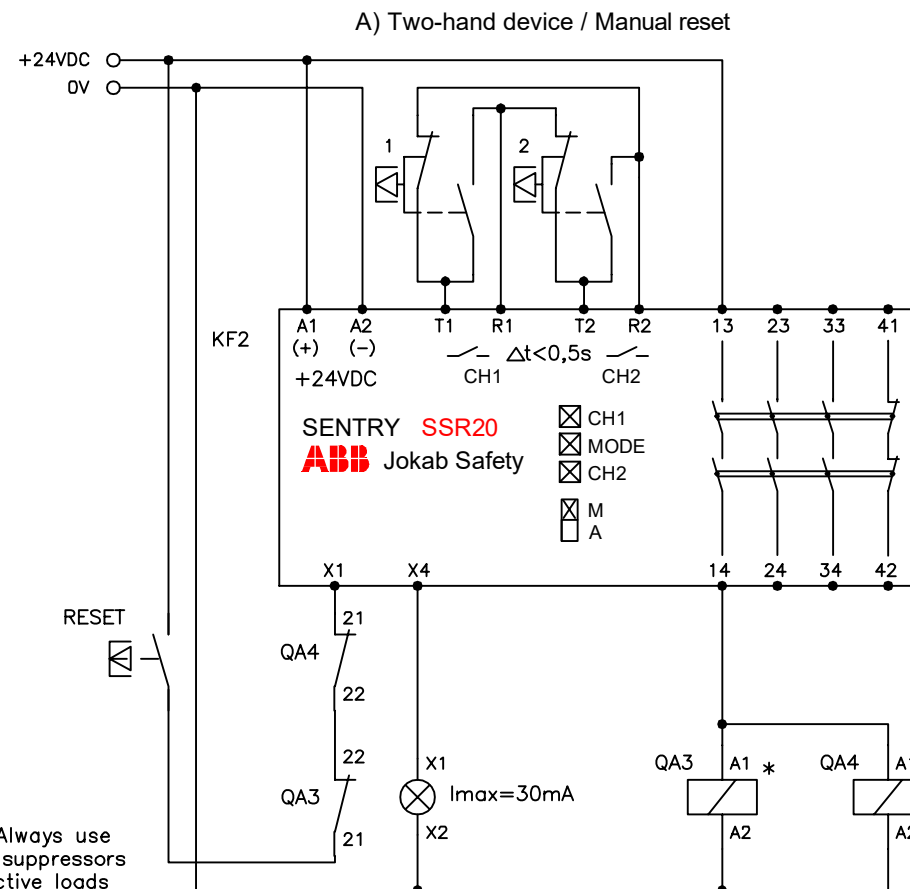 A) Two-hand device / Manual reset
+24VDC
0V
1
2
KF2
A1 A2 T1 R1 T2 R2 13 23 33 41
(+) (-) Δt<0,5s
+24VDC CH1 CH2
SENTRY SSR20
ABB Jokab Safety
CH1
MODE
CH2
M
A
X1 X4 14 24 34 42
RESET
21
QA4
22
22
QA3
21
X1
Imax=30mA
X2
QA3 A1 *
A2
QA4 A1
A2
Always use
suppressors
ctive loads